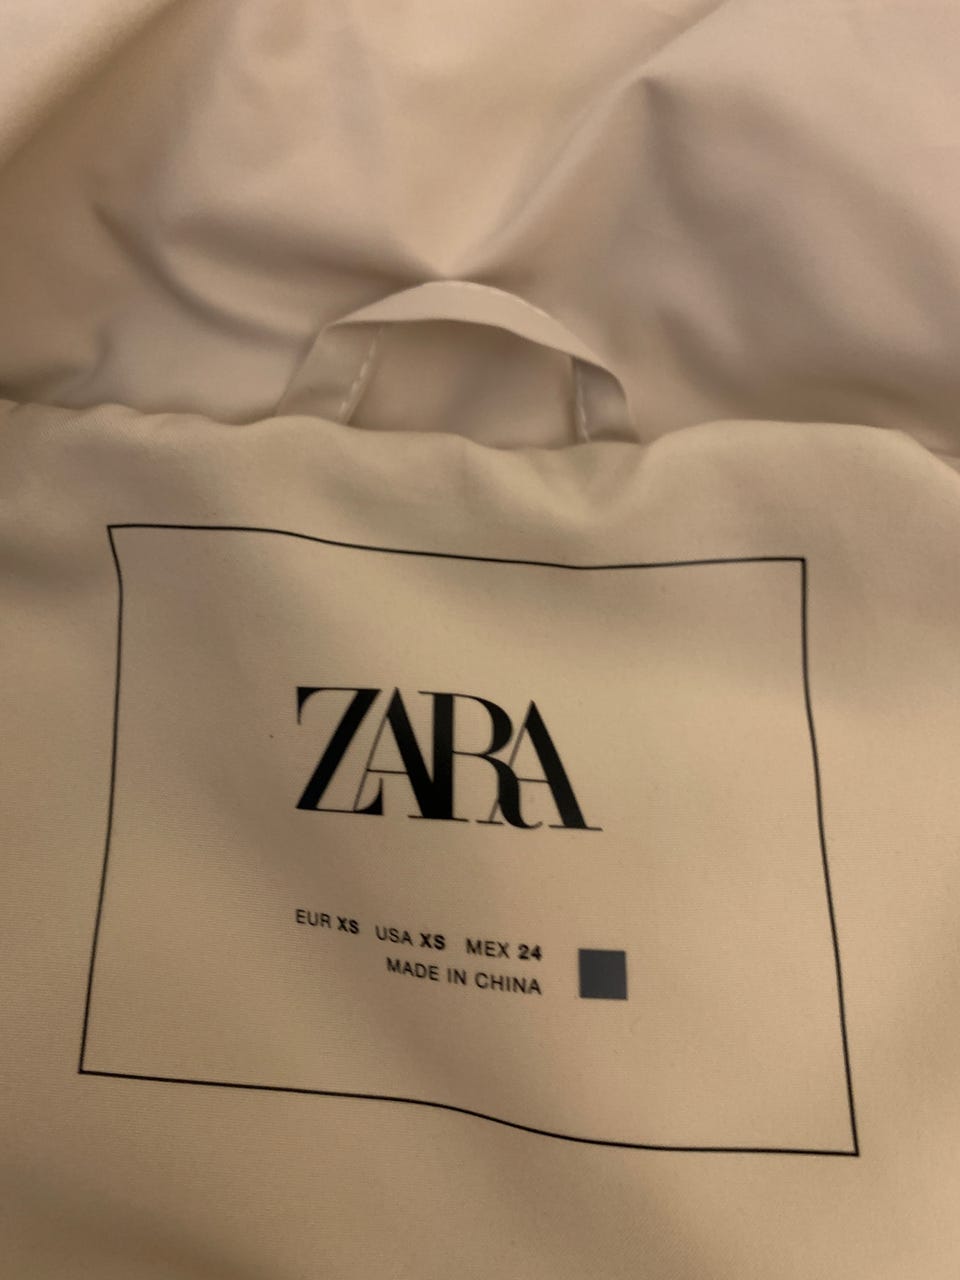 ZARA
EUR XS USA XS MEX 24
MADE IN CHINA